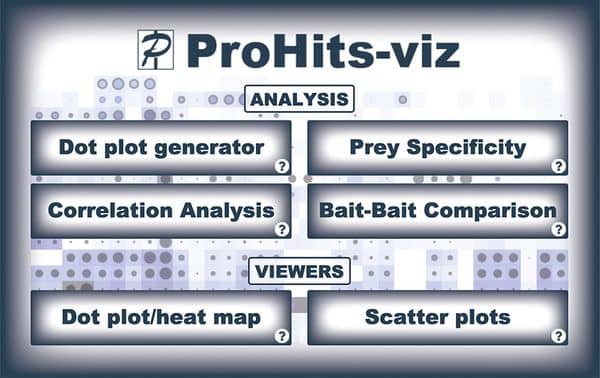 ProHits-viz
ANALYSIS
Dot plot generator
?
Prey Specificity
?
Correlation Analysis
?
Bait-Bait Comparison
?
VIEWERS
Dot plot/heat map
?
Scatter plots
?